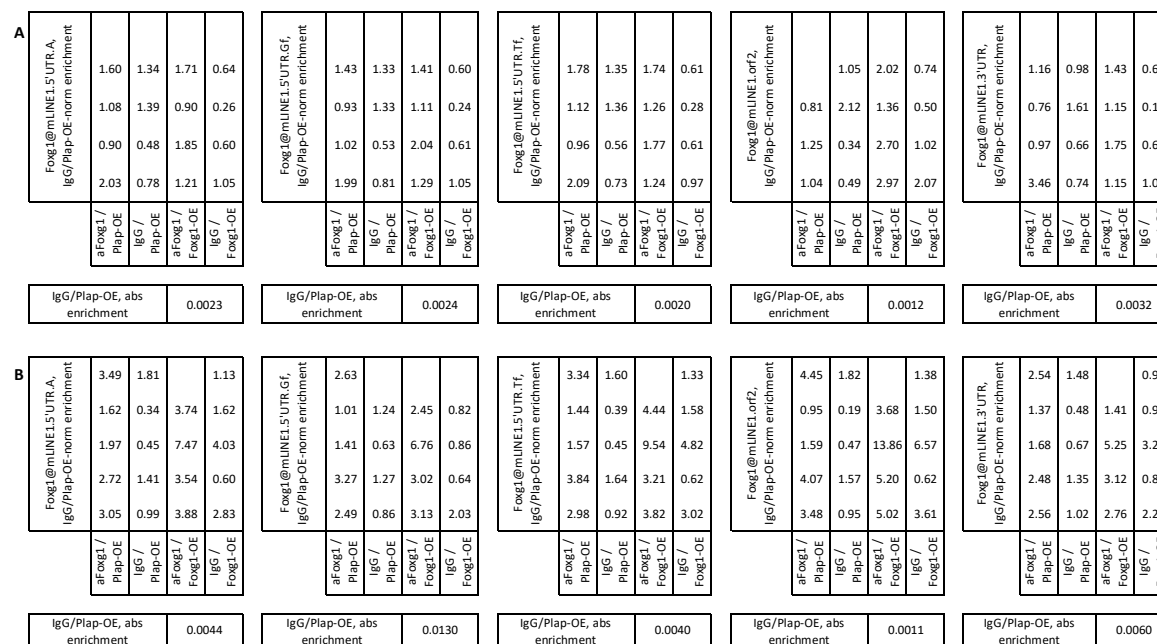 A
Foxg1@mLINE1.5'UTR.A,
IgG/Plap-OE-norm enrichment
1.60 1.34 1.71 0.64
1.08 1.39 0.90 0.26
0.90 0.48 1.85 0.60
2.03 0.78 1.21 1.05
aFoxg1 /
Plap-OE
IgG /
Plap-OE
aFoxg1 /
Foxg1-OE
IgG /
Foxg1-OE
IgG/Plap-OE, abs
enrichment
0.0023
Foxg1@mLINE1.5'UTR.Gf,
IgG/Plap-OE-norm enrichment
1.43 1.33 1.41 0.60
0.93 1.33 1.11 0.24
1.02 0.53 2.04 0.61
1.99 0.81 1.29 1.05
aFoxg1 /
Plap-OE
IgG /
Plap-OE
aFoxg1 /
Foxg1-OE
IgG /
Foxg1-OE
IgG/Plap-OE, abs
enrichment
0.0024
Foxg1@mLINE1.5'UTR.Tf,
IgG/Plap-OE-norm enrichment
1.78 1.35 1.74 0.61
1.12 1.36 1.26 0.28
0.96 0.56 1.77 0.61
2.09 0.73 1.24 0.97
aFoxg1 /
Plap-OE
IgG /
Plap-OE
aFoxg1 /
Foxg1-OE
IgG /
Foxg1-OE
IgG/Plap-OE, abs
enrichment
0.0020
Foxg1@mLINE1.orf2,
IgG/Plap-OE-norm enrichment
1.05 2.02 0.74
0.81 2.12 1.36 0.50
1.25 0.34 2.70 1.02
1.04 0.49 2.97 2.07
aFoxg1 /
Plap-OE
IgG /
Plap-OE
aFoxg1 /
Foxg1-OE
IgG /
Foxg1-OE
IgG/Plap-OE, abs
enrichment
0.0012
Foxg1@mLINE1.3'UTR,
IgG/Plap-OE-norm enrichment
1.16 0.98 1.43 0.6
0.76 1.61 1.15 0.1
0.97 0.66 1.75 0.6
3.46 0.74 1.15 1.0
aFoxg1 /
Plap-OE
IgG /
Plap-OE
aFoxg1 /
Foxg1-OE
IgG /
IgG/Plap-OE, abs
enrichment
0.0032
B
Foxg1@mLINE1.5'UTR.A,
IgG/Plap-OE-norm enrichment
3.49 1.81 1.13
1.62 0.34 3.74 1.62
1.97 0.45 7.47 4.03
2.72 1.41 3.54 0.60
3.05 0.99 3.88 2.83
aFoxg1 /
Plap-OE
IgG /
Plap-OE
aFoxg1 /
Foxg1-OE
IgG /
Foxg1-OE
IgG/Plap-OE, abs
enrichment
0.0044
Foxg1@mLINE1.5'UTR.Gf,
IgG/Plap-OE-norm enrichment
2.63
1.01 1.24 2.45 0.82
1.41 0.63 6.76 0.86
3.27 1.27 3.02 0.64
2.49 0.86 3.13 2.03
aFoxg1 /
Plap-OE
IgG /
Plap-OE
aFoxg1 /
Foxg1-OE
IgG /
Foxg1-OE
IgG/Plap-OE, abs
enrichment
0.0130
Foxg1@mLINE1.5'UTR.Tf,
IgG/Plap-OE-norm enrichment
3.34 1.60 1.33
1.44 0.39 4.44 1.58
1.57 0.45 9.54 4.82
3.84 1.64 3.21 0.62
2.98 0.92 3.82 3.02
aFoxg1 /
Plap-OE
IgG /
Plap-OE
aFoxg1 /
Foxg1-OE
IgG /
Foxg1-OE
IgG/Plap-OE, abs
enrichment
0.0040
Foxg1@mLINE1.orf2,
IgG/Plap-OE-norm enrichment
4.45 1.82 1.38
0.95 0.19 3.68 1.50
1.59 0.47 13.86 6.57
4.07 1.57 5.20 0.62
3.48 0.95 5.02 3.61
aFoxg1 /
Plap-OE
IgG /
Plap-OE
aFoxg1 /
Foxg1-OE
IgG /
Foxg1-OE
IgG/Plap-OE, abs
enrichment
0.0011
Foxg1@mLINE1.3'UTR,
IgG/Plap-OE-norm enrichment
2.54 1.48 0.9
1.37 0.48 1.41 0.9
1.68 0.67 5.25 3.2
2.48 1.35 3.12 0.8
2.56 1.02 2.76 2.2
aFoxg1 /
Plap-OE
IgG /
Plap-OE
aFoxg1 /
Foxg1-OE
IgG /
IgG/Plap-OE, abs
enrichment
0.0060